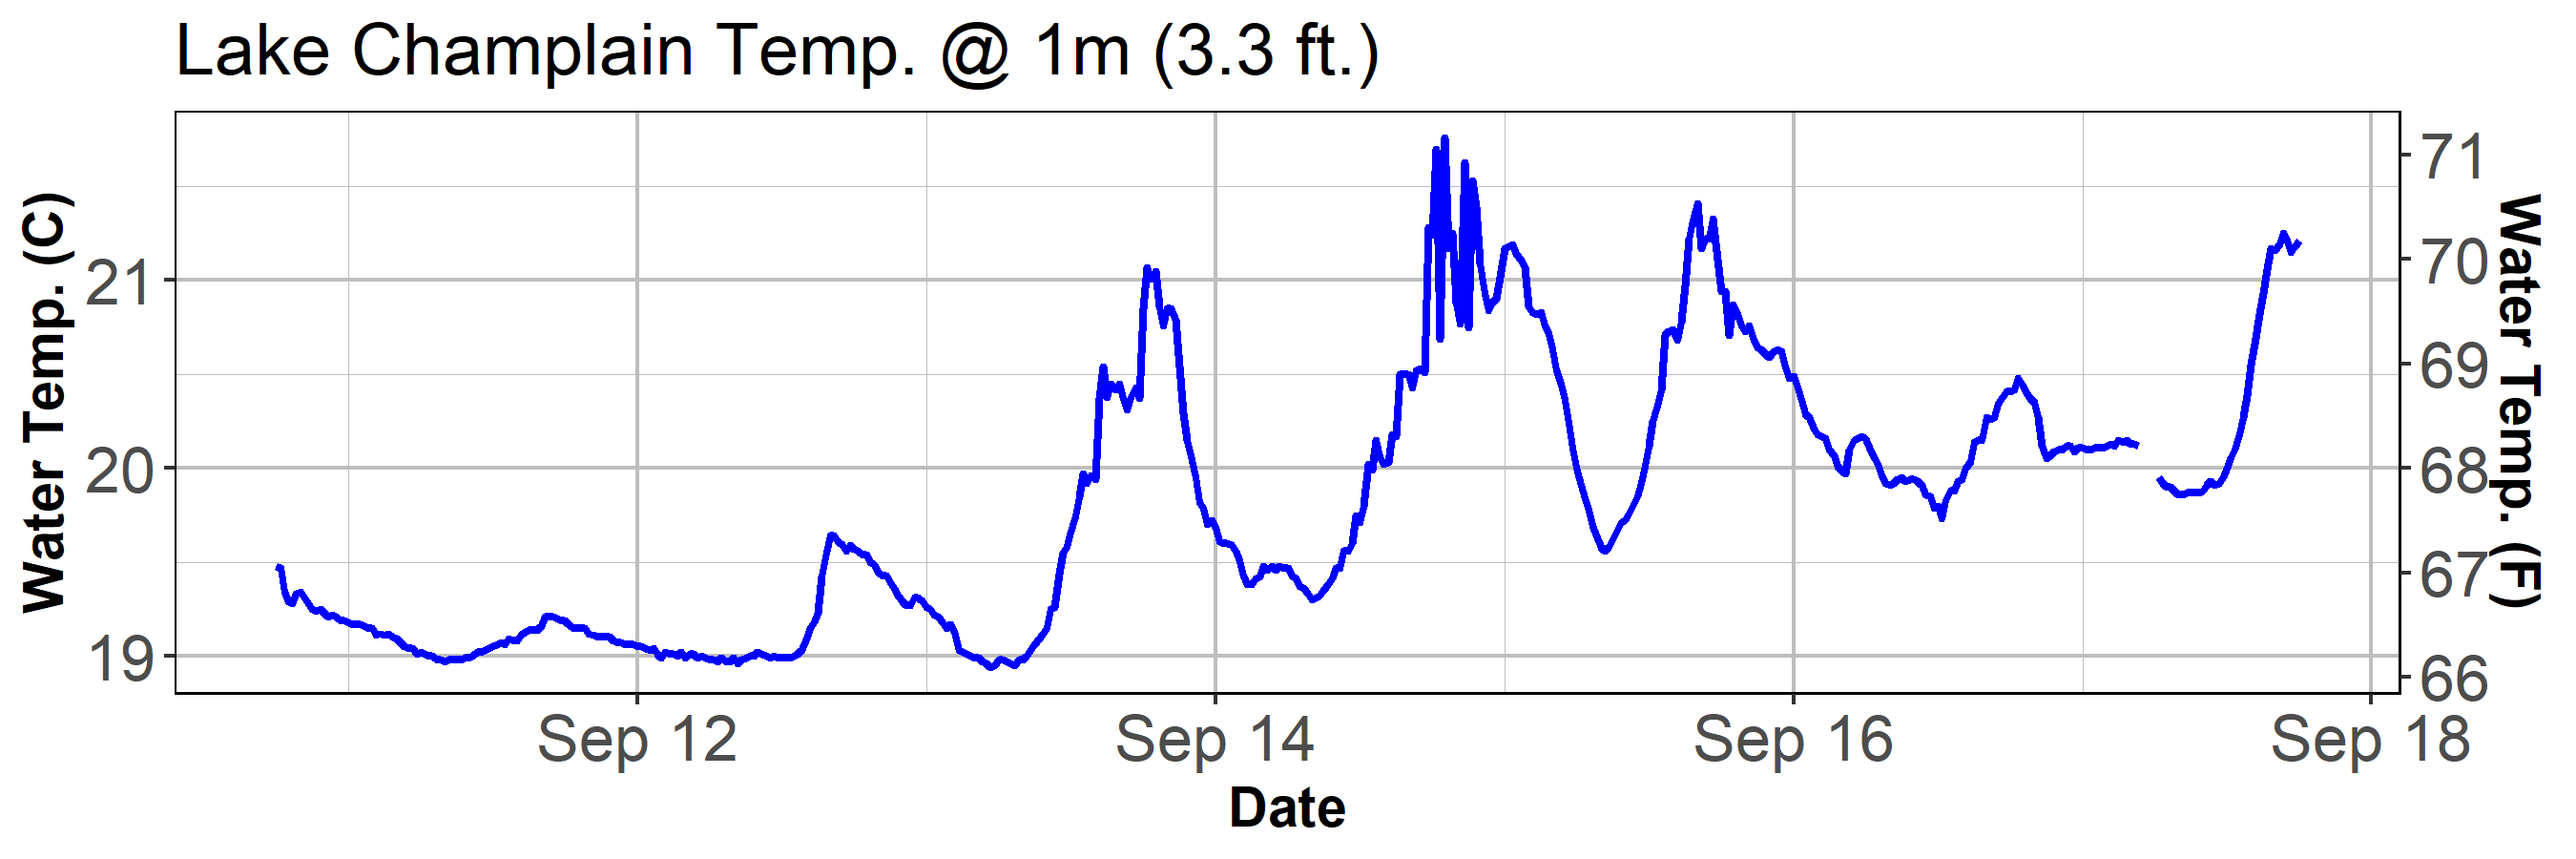 Lake Champlain Temp. @ 1m (3.3 ft.)
Water Temp. (C)
21
20
19
71
70
69
68
67
66
Water Temp. (F)
Sep 12
Sep 14
Sep 16
Sep 18
Date